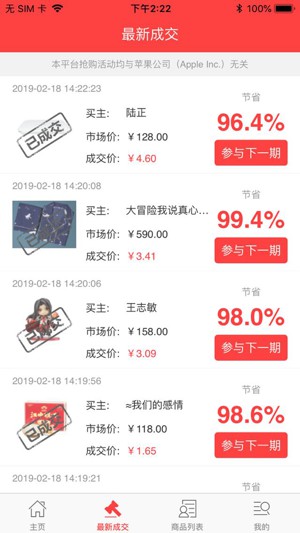 无 SIM 卡
下午2:22
最新成交
本平台抢购活动均与苹果公司（Apple Inc.）无关
2019-02-18 14:22:23
已成交
买主： 陆正
市场价: ￥128.00
成交价: ￥4.60
节省
96.4%
参与下一期
2019-02-18 14:20:08
已成交
买主： 大冒险我说真心…
市场价: ￥590.00
成交价: ￥3.41
节省
99.4%
参与下一期
2019-02-18 14:20:06
已成交
买主： 王志敏
市场价: ￥158.00
成交价: ￥3.09
节省
98.0%
参与下一期
2019-02-18 14:19:56
已成交
买主： ≈我们的感情
市场价: ￥118.00
成交价: ￥1.65
节省
98.6%
参与下一期
2019-02-18 14:19:21
节省
主页
最新成交
商品列表
我的